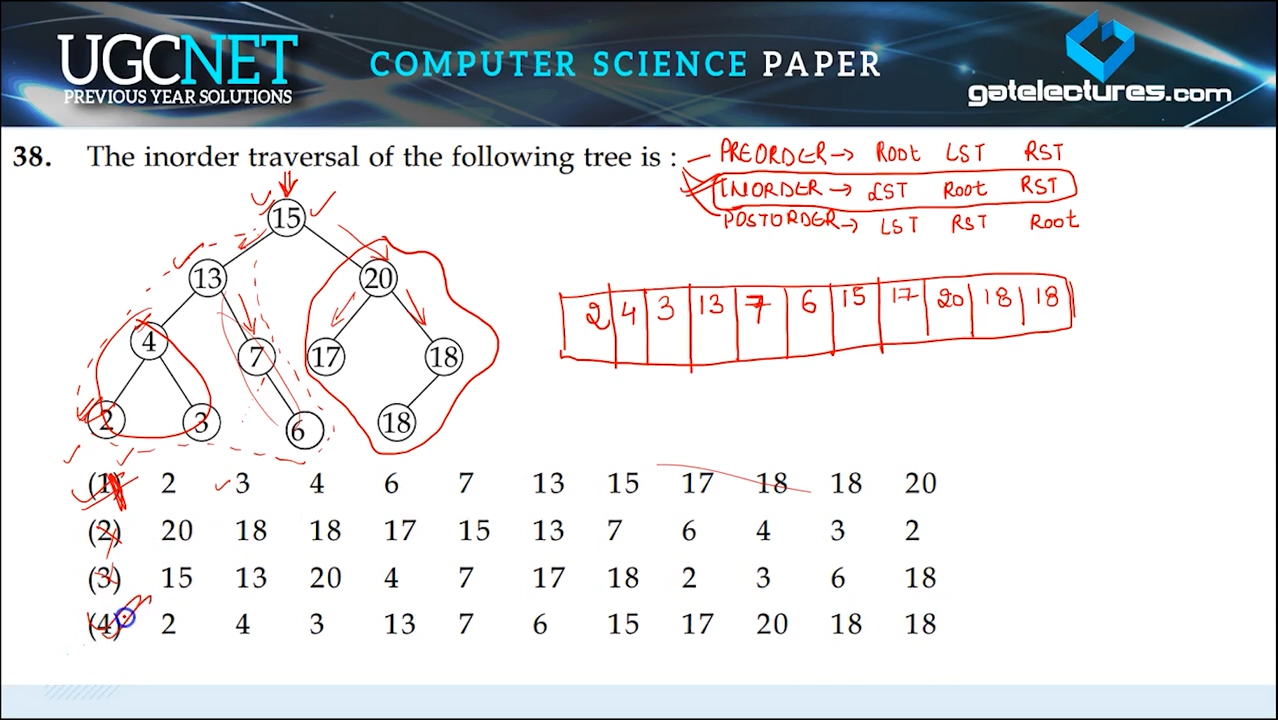 UGCNET
PREVIOUS YEAR SOLUTIONS
COMPUTER SCIENCE PAPER
gatelectures.com
38. The inorder traversal of the following tree is :
PREORDER → Root LST RST
INORDER → LST Root RST
POSTORDER → LST RST Root
15
13 20
4 7 17 18
2 3 6 18
2 4 3 13 7 6 15 17 20 18 18
(1) 2 3 4 6 7 13 15 17 18 18 20
(2) 20 18 18 17 15 13 7 6 4 3 2
(3) 15 13 20 4 7 17 18 2 3 6 18
(4) 2 4 3 13 7 6 15 17 20 18 18